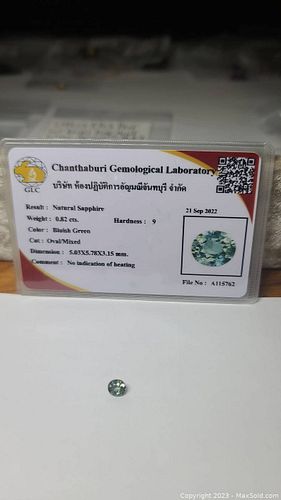 Chanthaburi Gemological Laboratory
GLC
บริษัท ห้องปฏิบัติการอัญมณีจันทบุรี จำกัด
Result : Natural Sapphire
21 Sep 2022
Weight : 0.82 cts. Hardness : 9
Color : Bluish Green
Cut : Oval/Mixed
Dimension : 5.03X5.78X3.15 mm.
Comment : No indication of heating
File No : A115762
Copyright 2023 - MaxSold.com